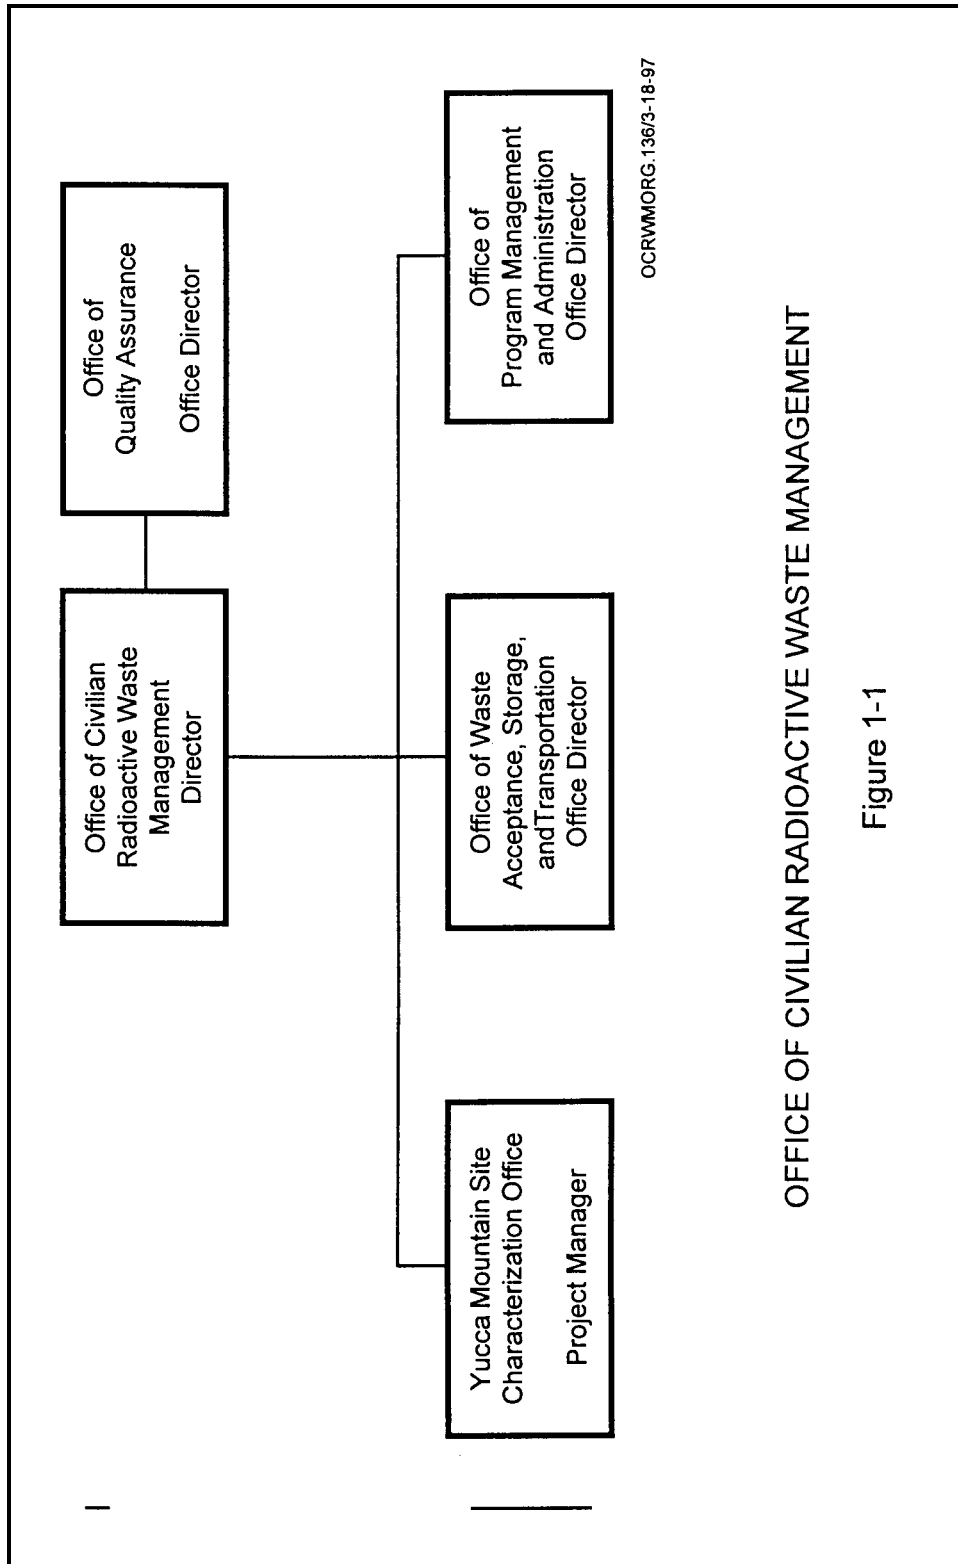 Office of Civilian
Radioactive Waste
Management
Director
Office of
Quality Assurance
Office Director
Yucca Mountain Site
Characterization Office
Project Manager
Office of Waste
Acceptance, Storage,
andTransportation
Office Director
Office of
Program Management
and Administration
Office Director
OCRWMORG.136/3-18-97
OFFICE OF CIVILIAN RADIOACTIVE WASTE MANAGEMENT
Figure 1-1